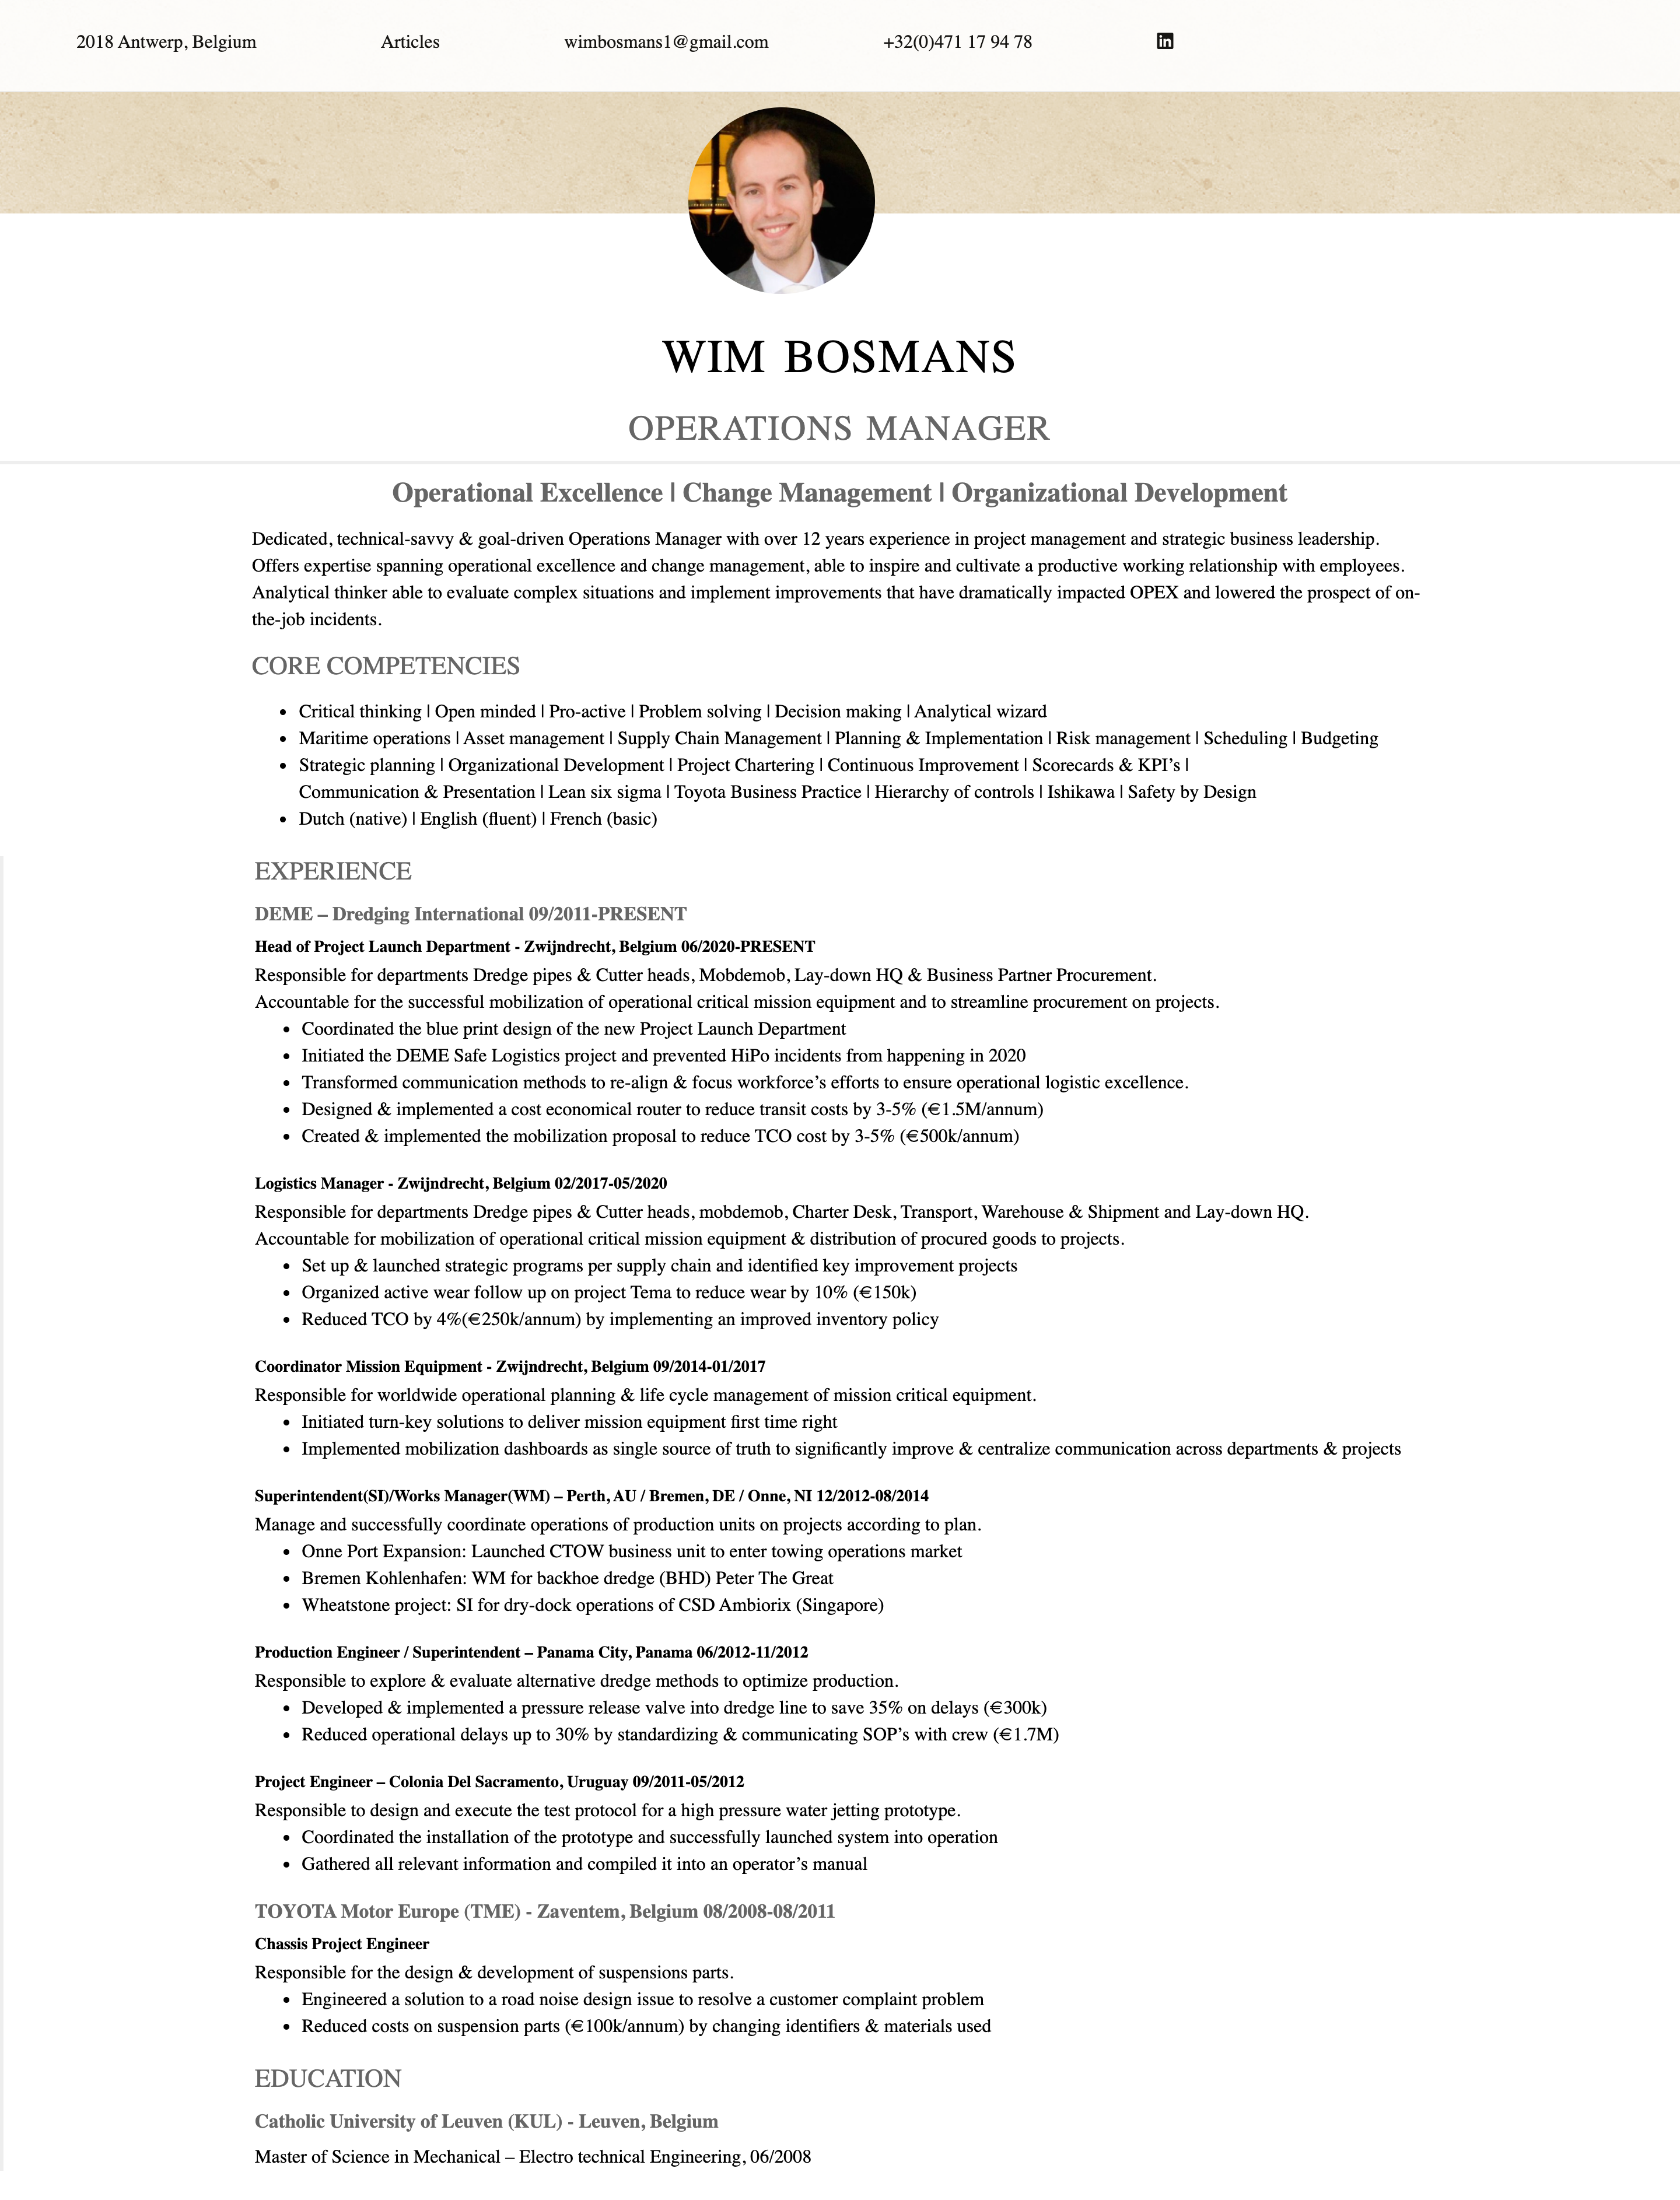 2018 Antwerp, Belgium Articles wimbosmans1@gmail.com +32(0)471 17 94 78 in
WIM BOSMANS
OPERATIONS MANAGER
Operational Excellence | Change Management | Organizational Development
Dedicated, technical-savvy & goal-driven Operations Manager with over 12 years experience in project management and strategic business leadership.
Offers expertise spanning operational excellence and change management, able to inspire and cultivate a productive working relationship with employees.
Analytical thinker able to evaluate complex situations and implement improvements that have dramatically impacted OPEX and lowered the prospect of on-
the-job incidents.
CORE COMPETENCIES
• Critical thinking | Open minded | Pro-active | Problem solving | Decision making | Analytical wizard
• Maritime operations | Asset management | Supply Chain Management | Planning & Implementation | Risk management | Scheduling | Budgeting
• Strategic planning | Organizational Development | Project Chartering | Continuous Improvement | Scorecards & KPI’s |
Communication & Presentation | Lean six sigma | Toyota Business Practice | Hierarchy of controls | Ishikawa | Safety by Design
• Dutch (native) | English (fluent) | French (basic)
EXPERIENCE
DEME – Dredging International 09/2011-PRESENT
Head of Project Launch Department - Zwijndrecht, Belgium 06/2020-PRESENT
Responsible for departments Dredge pipes & Cutter heads, Mobdemob, Lay-down HQ & Business Partner Procurement.
Accountable for the successful mobilization of operational critical mission equipment and to streamline procurement on projects.
• Coordinated the blue print design of the new Project Launch Department
• Initiated the DEME Safe Logistics project and prevented HiPo incidents from happening in 2020
• Transformed communication methods to re-align & focus workforce’s efforts to ensure operational logistic excellence.
• Designed & implemented a cost economical router to reduce transit costs by 3-5% (€1.5M/annum)
• Created & implemented the mobilization proposal to reduce TCO cost by 3-5% (€500k/annum)
Logistics Manager - Zwijndrecht, Belgium 02/2017-05/2020
Responsible for departments Dredge pipes & Cutter heads, mobdemob, Charter Desk, Transport, Warehouse & Shipment and Lay-down HQ.
Accountable for mobilization of operational critical mission equipment & distribution of procured goods to projects.
• Set up & launched strategic programs per supply chain and identified key improvement projects
• Organized active wear follow up on project Tema to reduce wear by 10% (€150k)
• Reduced TCO by 4%(€250k/annum) by implementing an improved inventory policy
Coordinator Mission Equipment - Zwijndrecht, Belgium 09/2014-01/2017
Responsible for worldwide operational planning & life cycle management of mission critical equipment.
• Initiated turn-key solutions to deliver mission equipment first time right
• Implemented mobilization dashboards as single source of truth to significantly improve & centralize communication across departments & projects
Superintendent(SI)/Works Manager(WM) – Perth, AU / Bremen, DE / Onne, NI 12/2012-08/2014
Manage and successfully coordinate operations of production units on projects according to plan.
• Onne Port Expansion: Launched CTOW business unit to enter towing operations market
• Bremen Kohlenhafen: WM for backhoe dredge (BHD) Peter The Great
• Wheatstone project: SI for dry-dock operations of CSD Ambiorix (Singapore)
Production Engineer / Superintendent – Panama City, Panama 06/2012-11/2012
Responsible to explore & evaluate alternative dredge methods to optimize production.
• Developed & implemented a pressure release valve into dredge line to save 35% on delays (€300k)
• Reduced operational delays up to 30% by standardizing & communicating SOP’s with crew (€1.7M)
Project Engineer – Colonia Del Sacramento, Uruguay 09/2011-05/2012
Responsible to design and execute the test protocol for a high pressure water jetting prototype.
• Coordinated the installation of the prototype and successfully launched system into operation
• Gathered all relevant information and compiled it into an operator’s manual
TOYOTA Motor Europe (TME) - Zaventem, Belgium 08/2008-08/2011
Chassis Project Engineer
Responsible for the design & development of suspensions parts.
• Engineered a solution to a road noise design issue to resolve a customer complaint problem
• Reduced costs on suspension parts (€100k/annum) by changing identifiers & materials used
EDUCATION
Catholic University of Leuven (KUL) - Leuven, Belgium
Master of Science in Mechanical – Electro technical Engineering, 06/2008